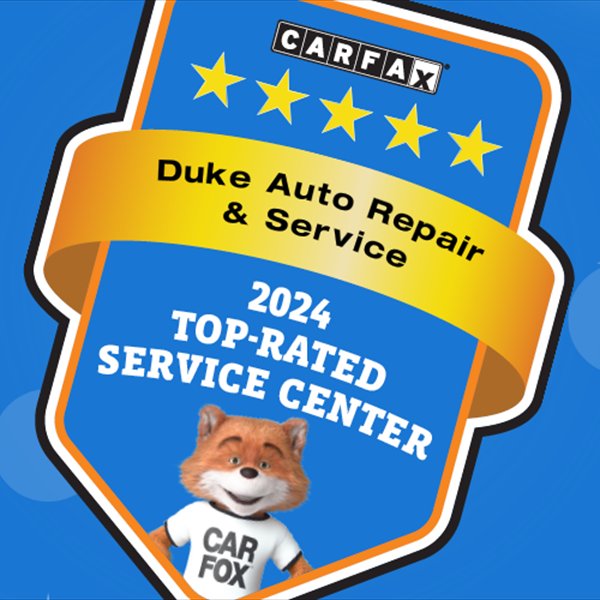 CARFAX®
Duke Auto Repair
& Service
2024
TOP-RATED
SERVICE CENTER
CAR
FOX®